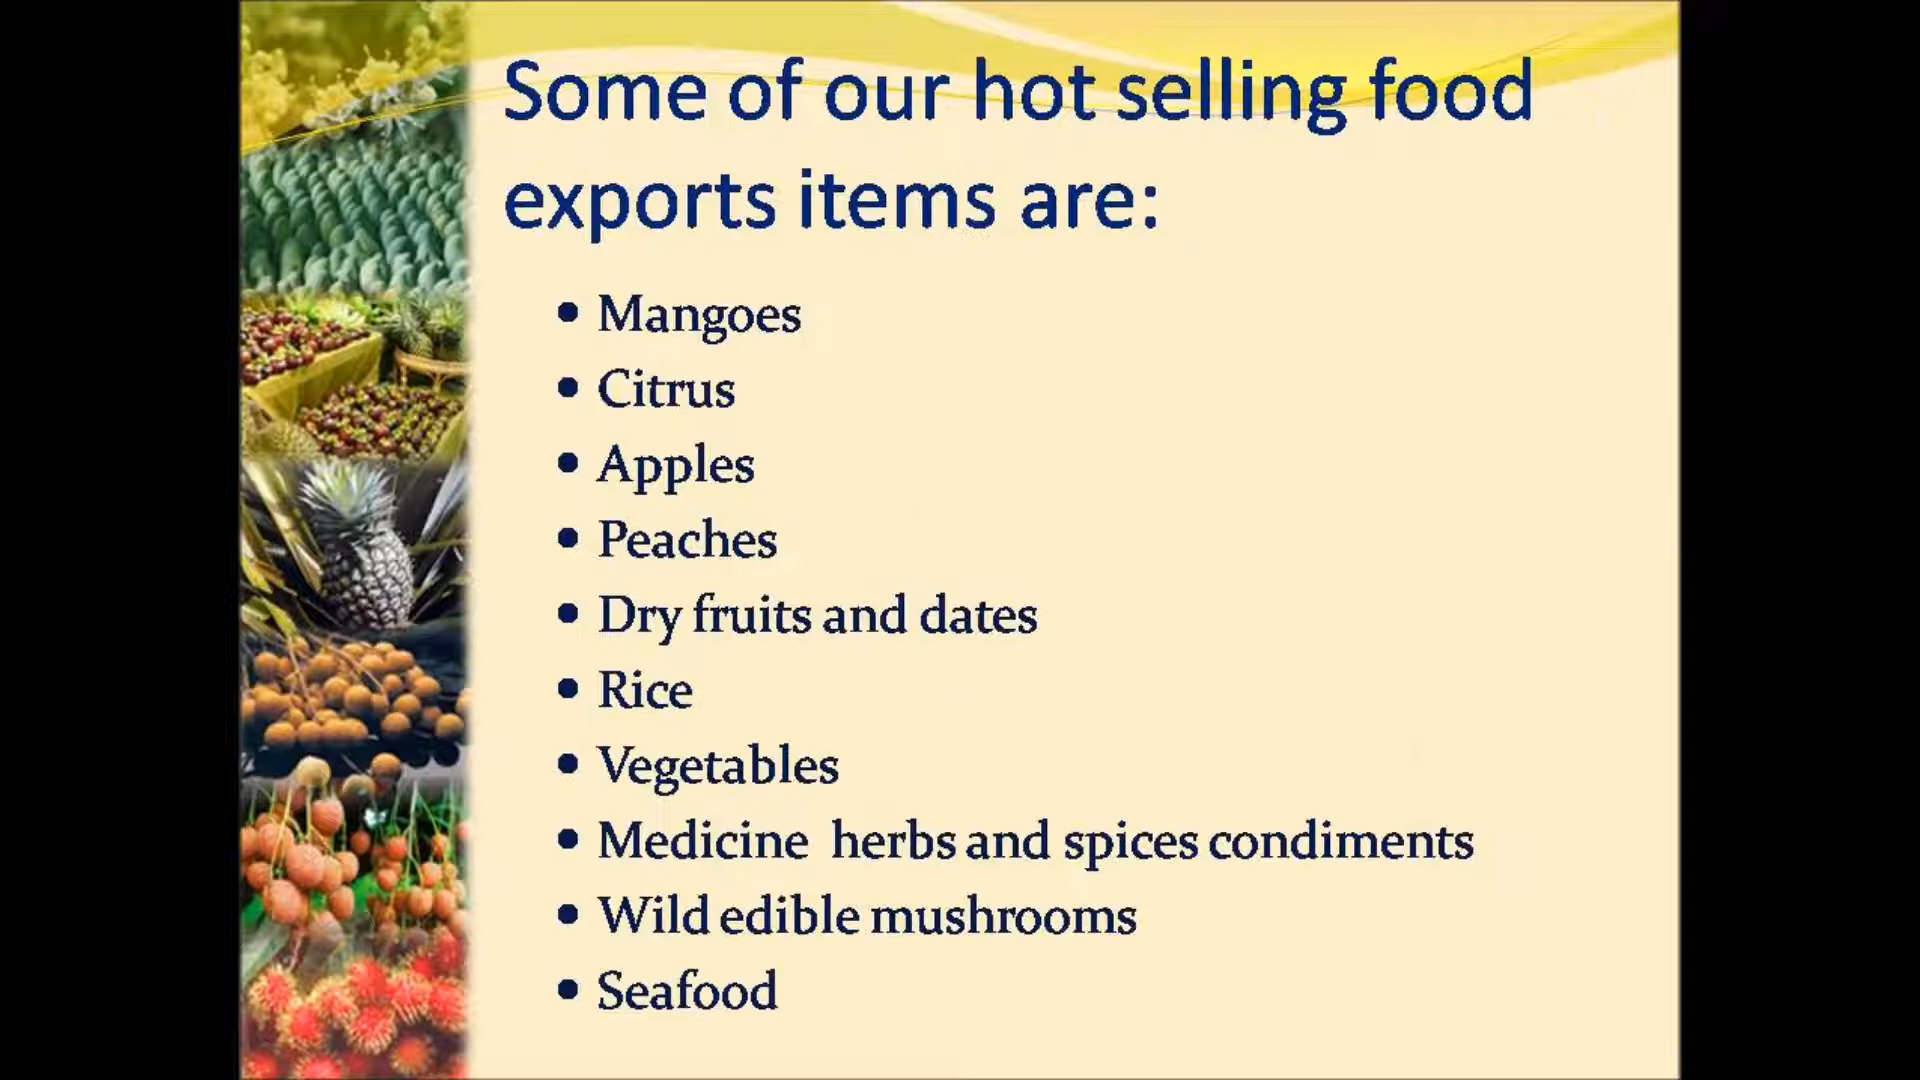 Some of our hot selling food
exports items are:
• Mangoes
• Citrus
• Apples
• Peaches
• Dry fruits and dates
• Rice
• Vegetables
• Medicine herbs and spices condiments
• Wild edible mushrooms
• Seafood